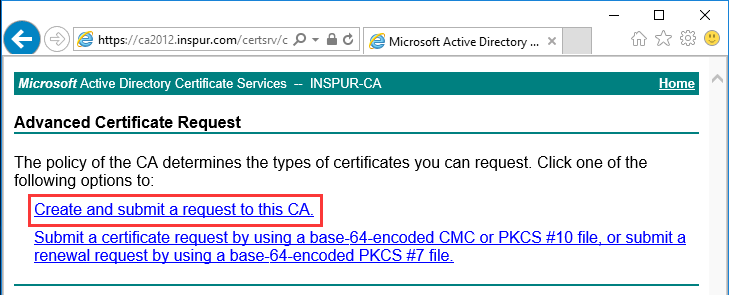 https://ca2012.inspur.com/certsrv/c
Microsoft Active Directory ...
Microsoft Active Directory Certificate Services -- INSPUR-CA
Home
Advanced Certificate Request
The policy of the CA determines the types of certificates you can request. Click one of the
following options to:
Create and submit a request to this CA.
Submit a certificate request by using a base-64-encoded CMC or PKCS #10 file, or submit a
renewal request by using a base-64-encoded PKCS #7 file.